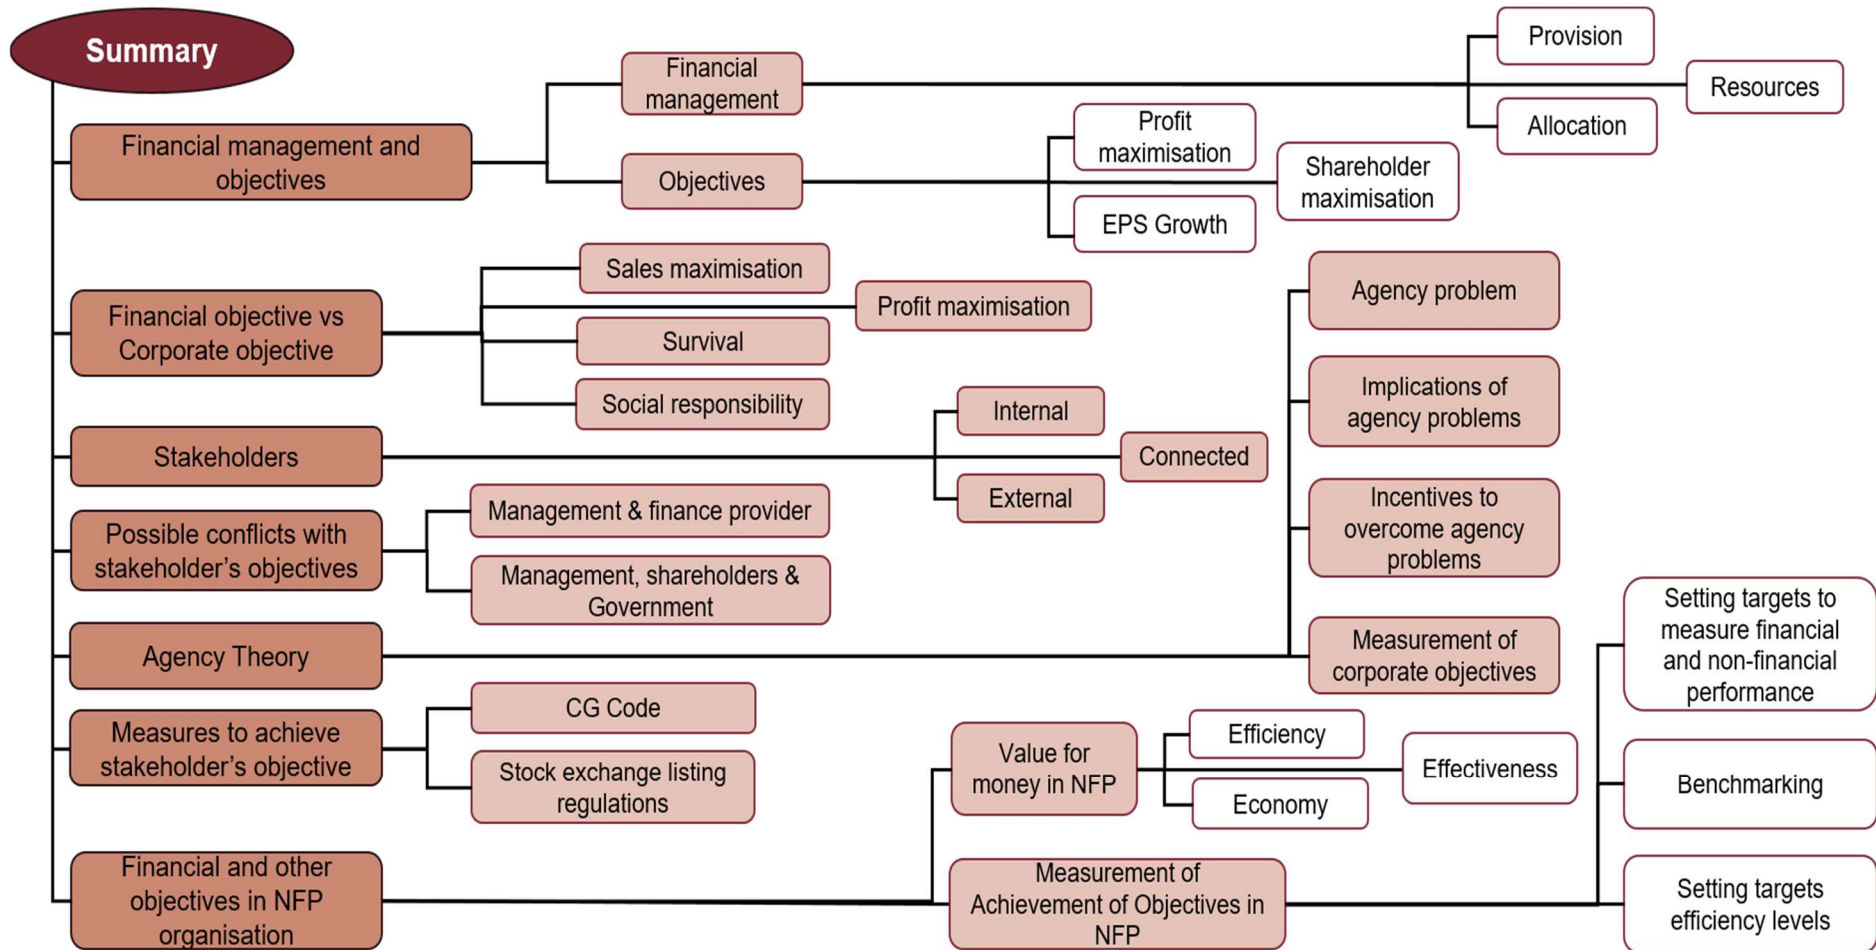 Summary
Financial management and
objectives
Financial
management
Provision
Resources
Allocation
Objectives
Profit
maximisation
Shareholder
maximisation
EPS Growth
Financial objective vs
Corporate objective
Sales maximisation
Profit maximisation
Survival
Social responsibility
Stakeholders
Internal
Connected
External
Possible conflicts with
stakeholder’s objectives
Management & finance provider
Management, shareholders &
Government
Agency Theory
Agency problem
Implications of
agency problems
Incentives to
overcome agency
problems
Measurement of
corporate objectives
Measures to achieve
stakeholder’s objective
CG Code
Stock exchange listing
regulations
Financial and other
objectives in NFP
organisation
Value for
money in NFP
Efficiency
Effectiveness
Economy
Measurement of
Achievement of Objectives in
NFP
Setting targets to
measure financial
and non-financial
performance
Benchmarking
Setting targets
efficiency levels